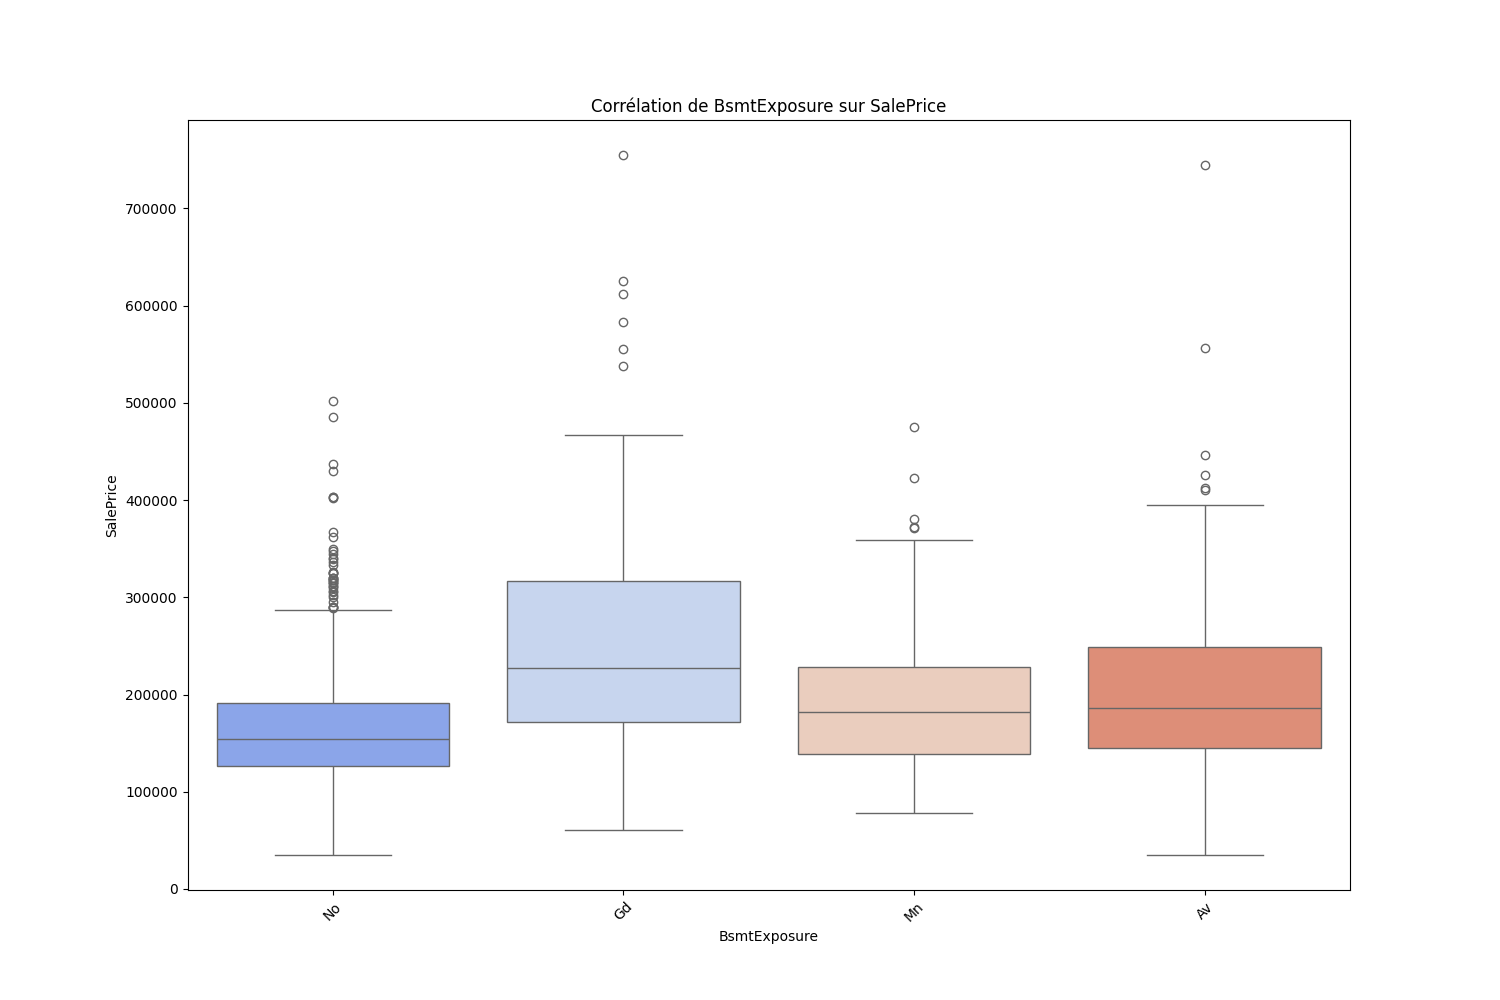 Corrélation de BsmtExposure sur SalePrice
700000
600000
500000
400000
300000
200000
100000
0
SalePrice
No
Gd
Mn
Av
BsmtExposure